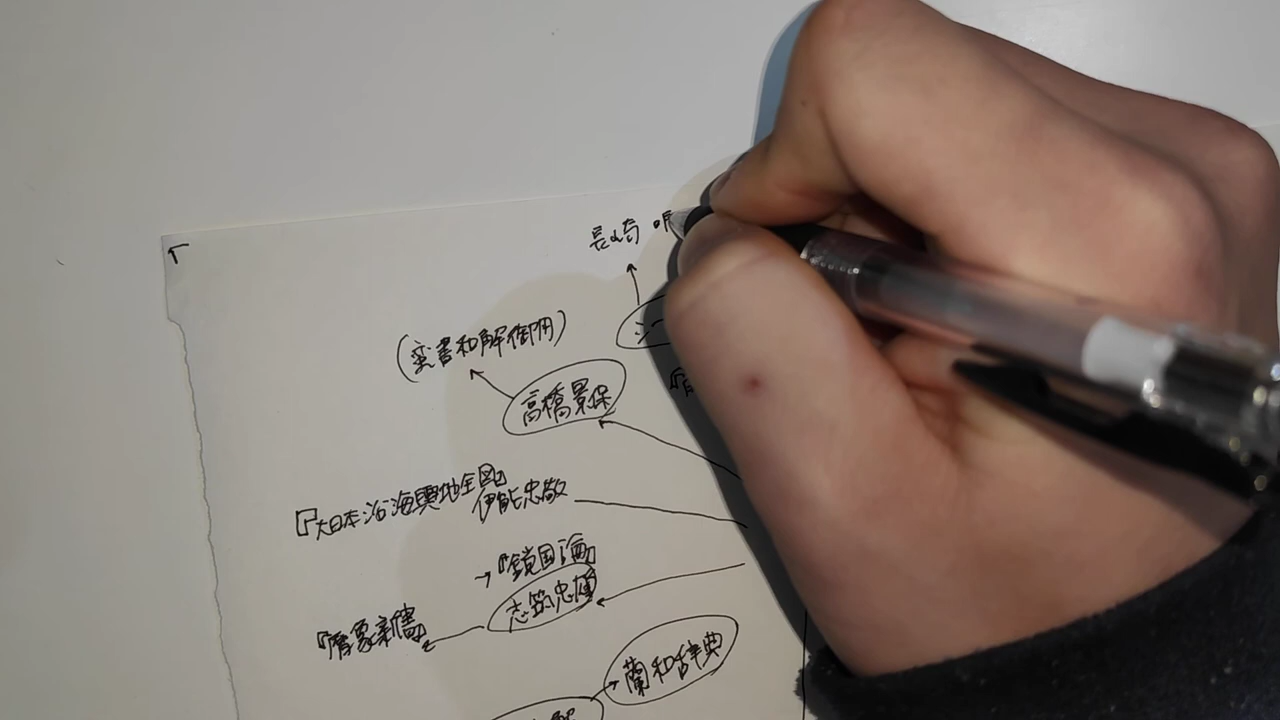 長崎 鳴
(蛮書和解御用)
高橋景保
『大日本沿海輿地全図』
伊能忠敬
→『鎖国論』
志筑忠雄
『暦象新書』
蘭和辞典